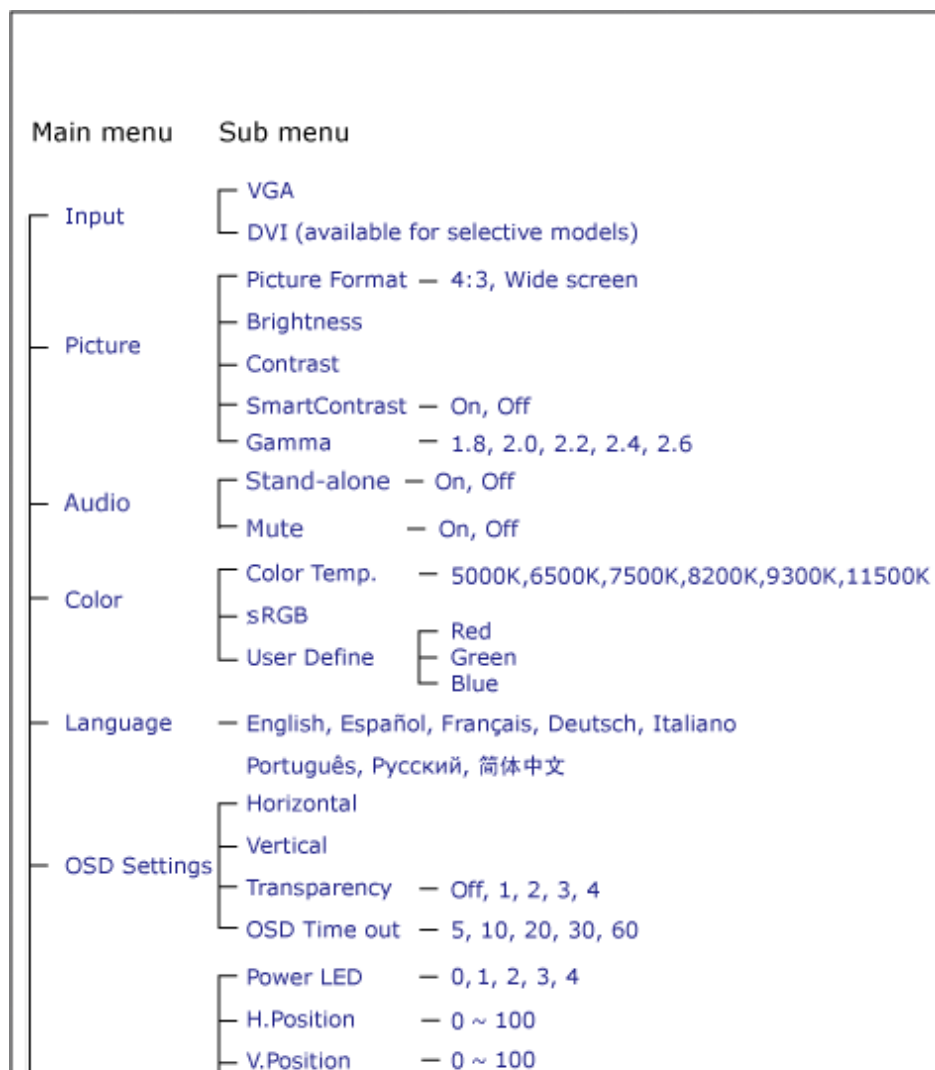 Main menu Sub menu
Input
VGA
DVI (available for selective models)
Picture
Picture Format — 4:3, Wide screen
Brightness
Contrast
SmartContrast — On, Off
Gamma — 1.8, 2.0, 2.2, 2.4, 2.6
Audio
Stand-alone — On, Off
Mute — On, Off
Color
Color Temp. — 5000K,6500K,7500K,8200K,9300K,11500K
sRGB
User Define
Red
Green
Blue
Language — English, Español, Français, Deutsch, Italiano
Português, Русский, 简体中文
OSD Settings
Horizontal
Vertical
Transparency — Off, 1, 2, 3, 4
OSD Time out — 5, 10, 20, 30, 60
Power LED — 0, 1, 2, 3, 4
H.Position — 0 ~ 100
V.Position — 0 ~ 100